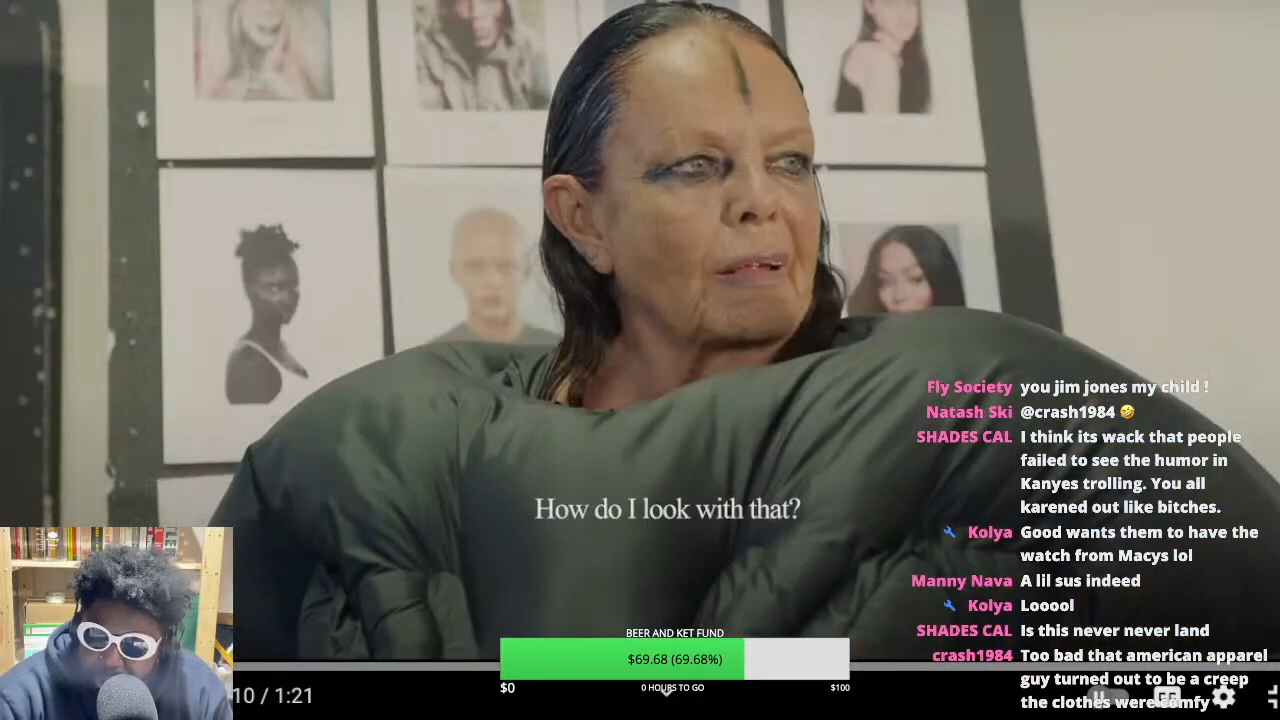 Fly Society you jim jones my child !
Natash Ski @crash1984 🤣
SHADES CAL I think its wack that people
failed to see the humor in
Kanyes trolling. You all
karened out like bitches.
How do I look with that?
Kolya Good wants them to have the
watch from Macys lol
Manny Nava A lil sus indeed
Kolya Looool
SHADES CAL Is this never never land
crash1984 Too bad that american apparel
guy turned out to be a creep
the clothes were comfy
BEER AND KET FUND
$69.68 (69.68%)
$0 0 HOURS TO GO $100
10 / 1:21